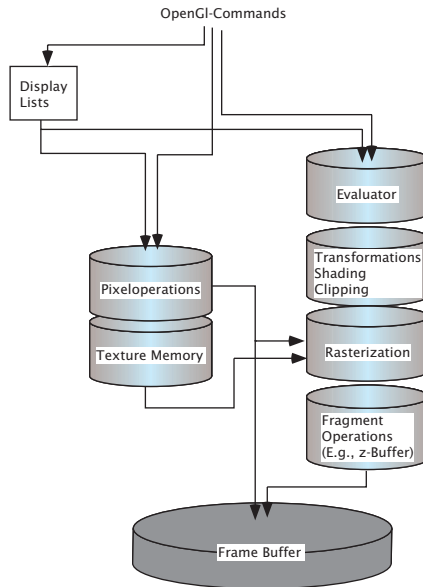 OpenGl-Commands
Display
Lists
Evaluator
Transformations
Shading
Clipping
Pixeloperations
Texture Memory
Rasterization
Fragment
Operations
(E.g., z-Buffer)
Frame Buffer